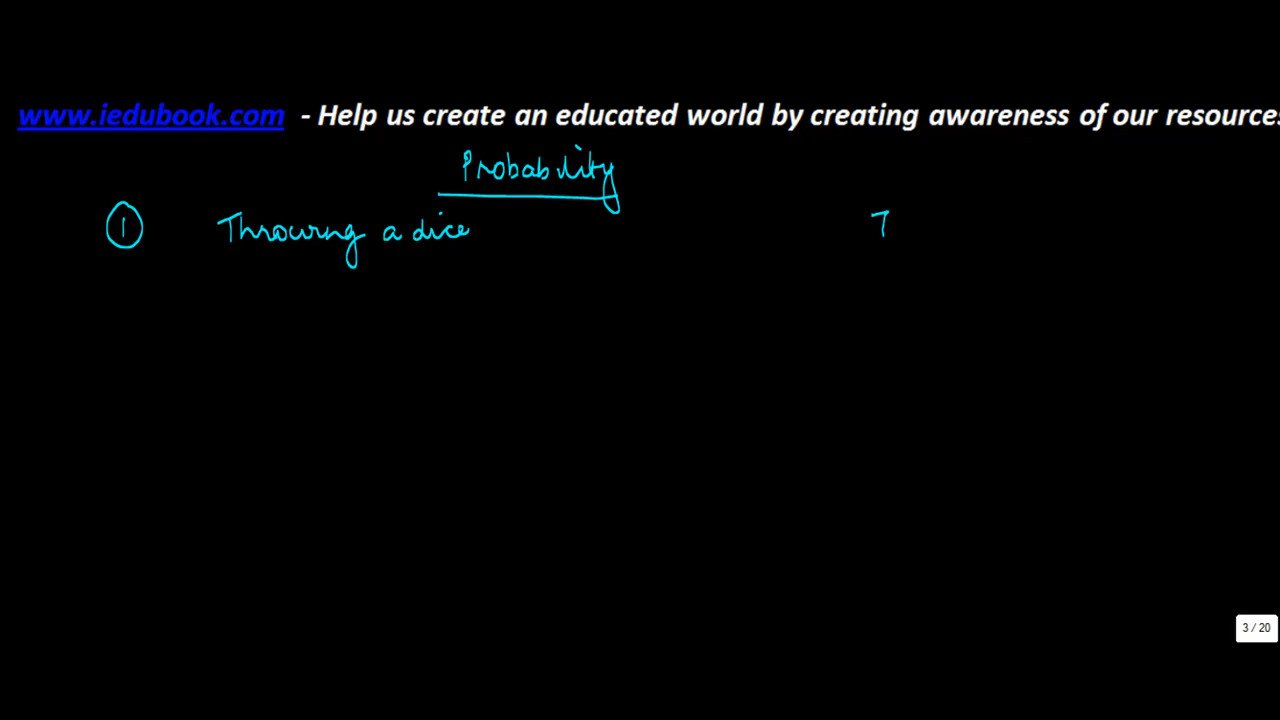 www.iedubook.com - Help us create an educated world by creating awareness of our resources
Probability
① Throwing a dice T
3 / 20